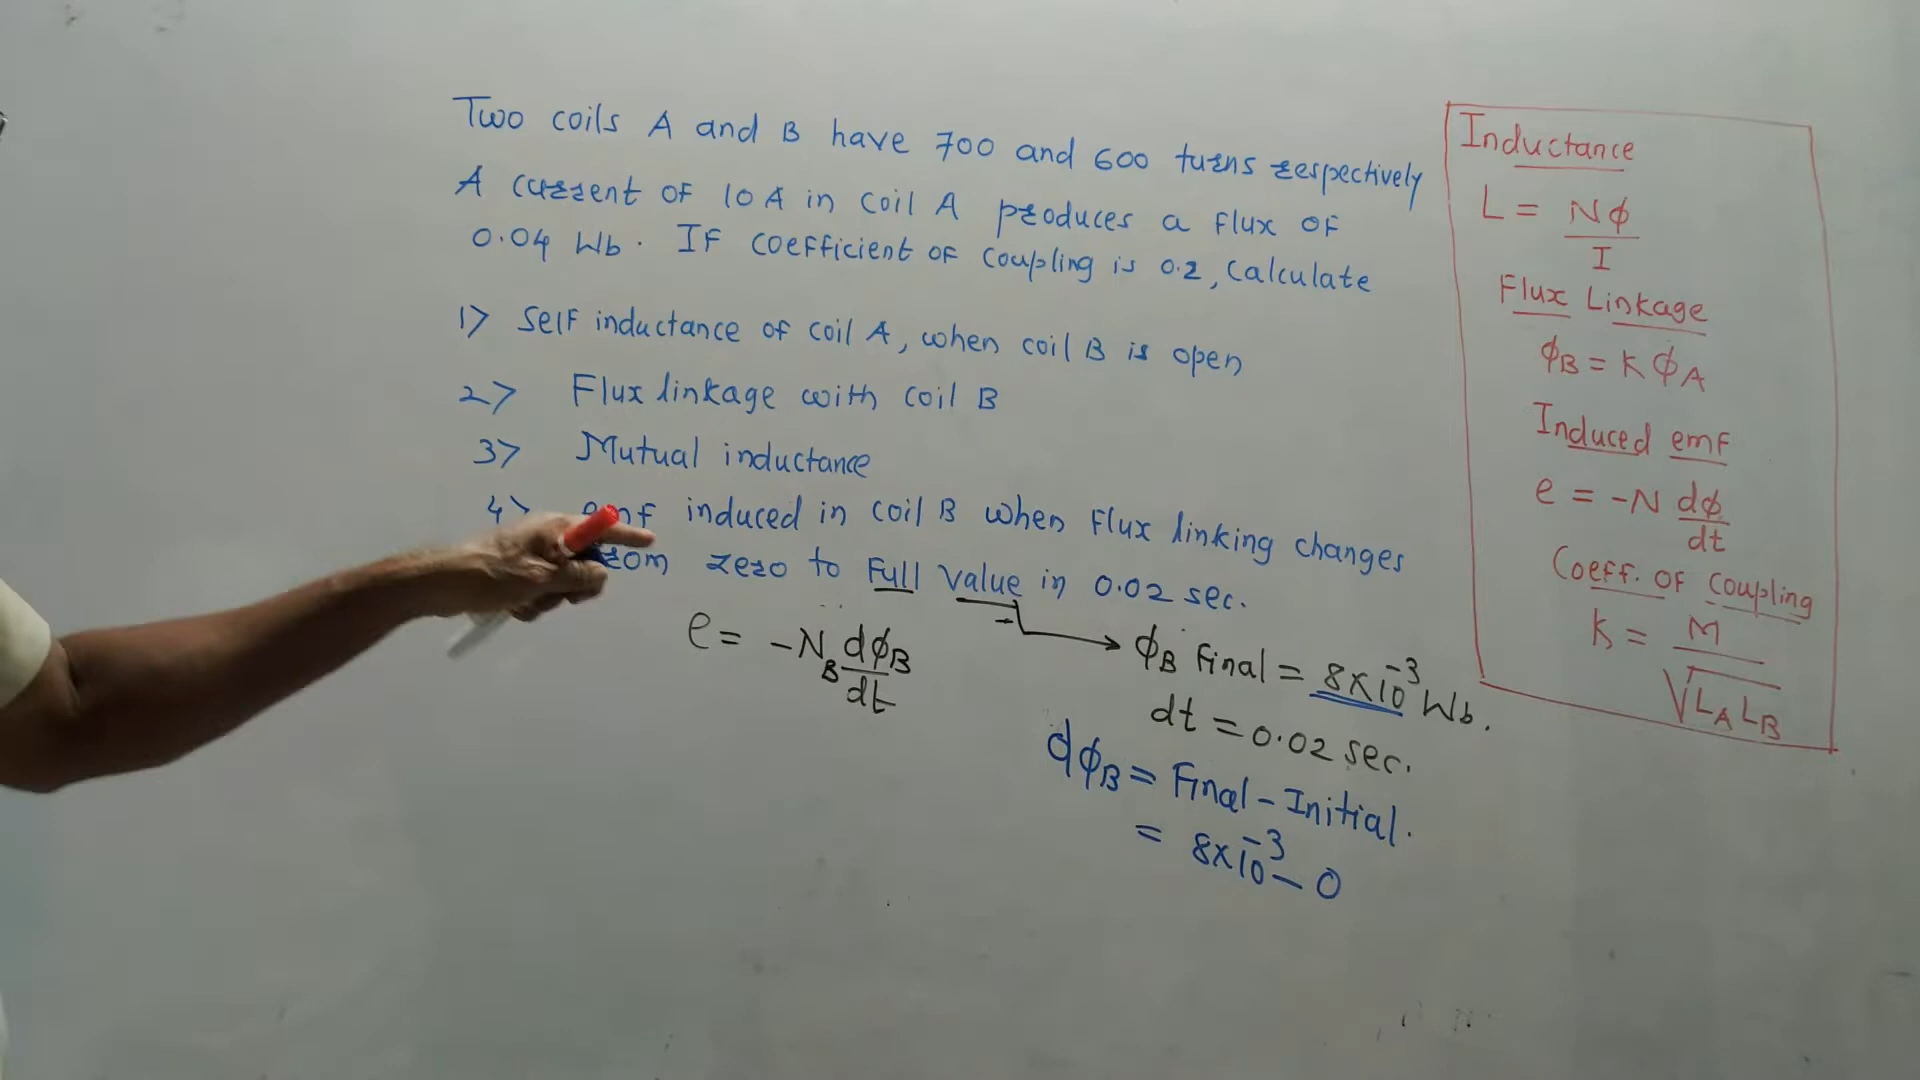 Two coils A and B have 700 and 600 turns respectively
A current of 10 A in coil A produces a flux of
0.04 Wb. If coefficient of coupling is 0.2, Calculate
1> Self inductance of coil A, when coil B is open
2> Flux linkage with coil B
3> Mutual inductance
4> emf induced in coil B when Flux linking changes
from zero to Full value in 0.02 sec.
e = -N_B dϕ_B/dt
ϕ_B Final = 8×10⁻³ Wb.
dt = 0.02 sec.
dϕ_B = Final - Initial.
= 8×10⁻³ - 0
Inductance
L = Nϕ
I
Flux Linkage
ϕ_B = K ϕ_A
Induced emf
e = -N dϕ
dt
Coeff. of coupling
K = M
√L_A L_B